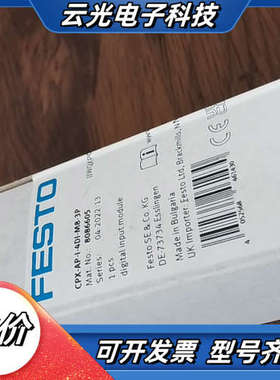 云光电子科技
FESTO
CPX-AP-I-4DI-M8-3P
Mat. No. 8086605
Series: 04.2022.13
1 pcs
digital input module
Festo SE & Co. KG
DE-73734 Esslingen
Made in Bulgaria
UK Importer: Festo Ltd, Brackmills, NN
价
可开发票 型号齐